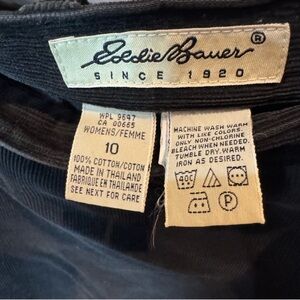 Eddie Bauer ®
SINCE 1920
WPL 9697
CA 00665
WOMENS/FEMME
10
100% COTTON/COTON
MADE IN THAILAND
FABRIQUE EN THAILANDE
SEE NEXT FOR CARE
MACHINE WASH WARM
WITH LIKE COLORS.
ONLY NON-CHLORINE
BLEACH WHEN NEEDED.
TUMBLE DRY. WARM
IRON AS DESIRED.
40C
P